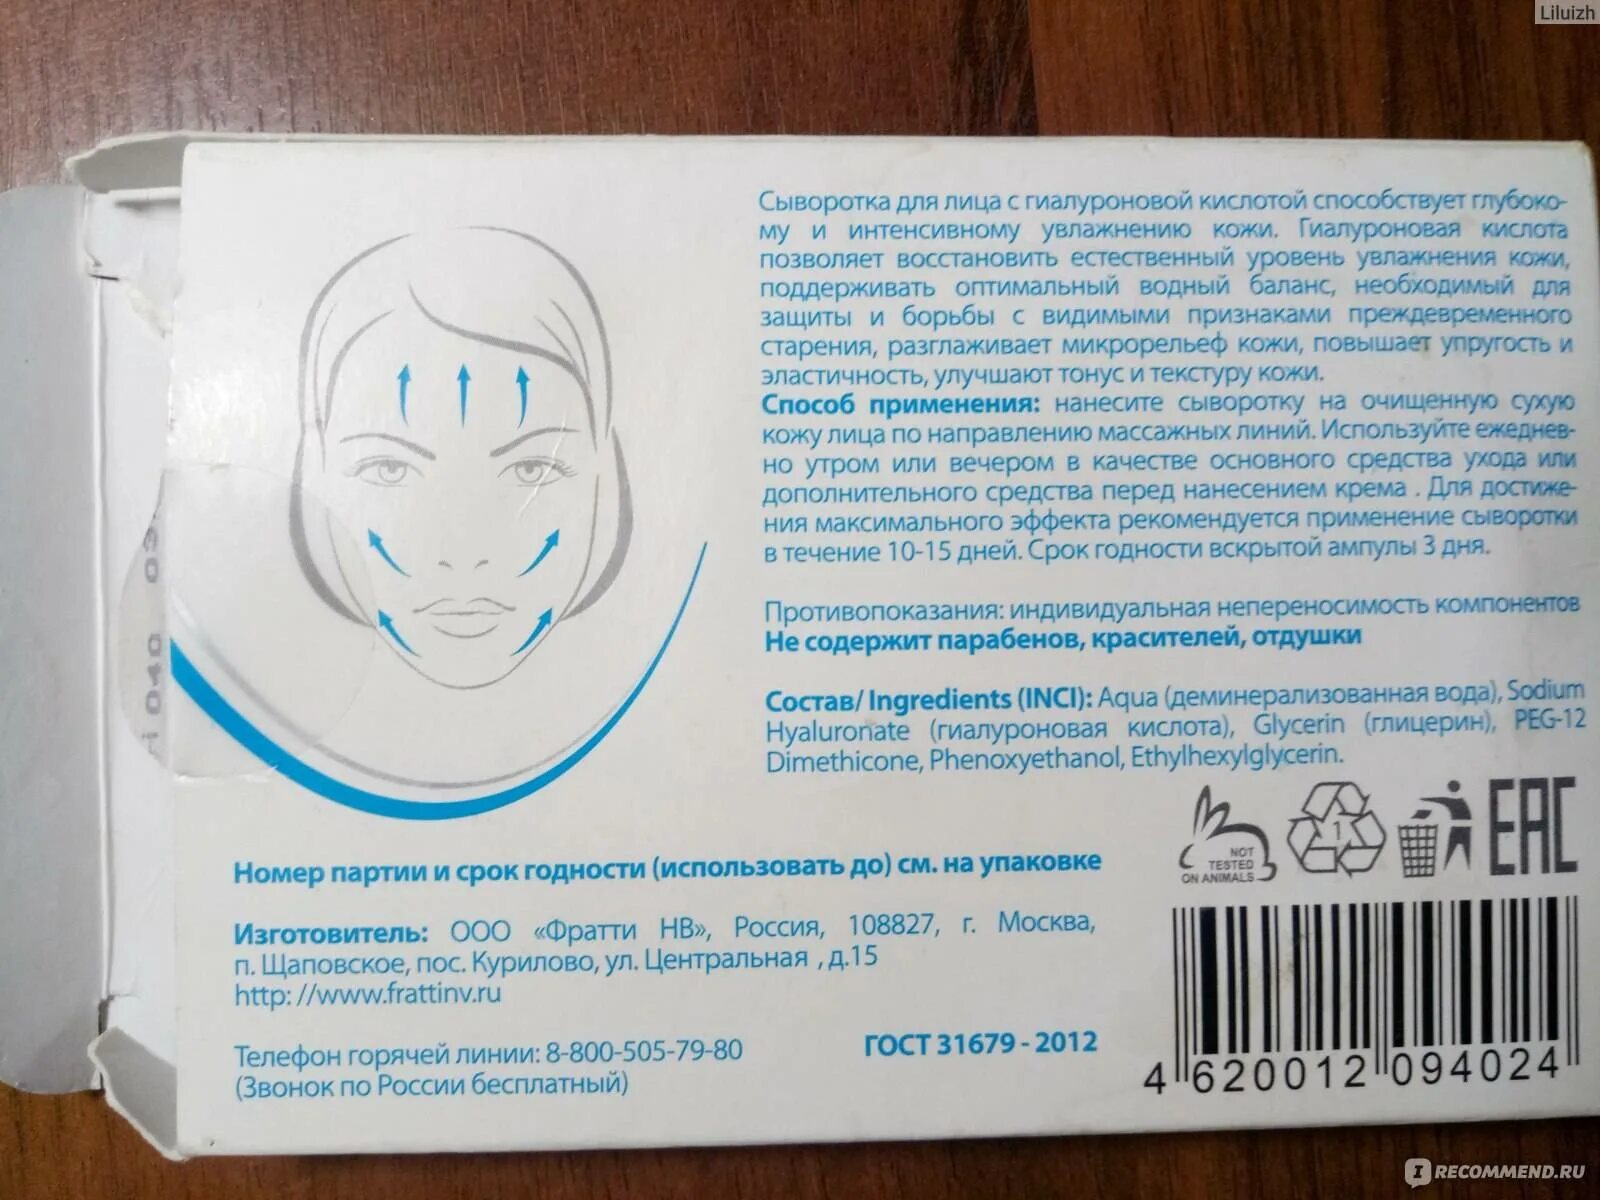 Liluizh
Сыворотка для лица с гиалуроновой кислотой способствует глубоко-
му и интенсивному увлажнению кожи. Гиалуроновая кислота
позволяет восстановить естественный уровень увлажнения кожи,
поддерживать оптимальный водный баланс, необходимый для
защиты и борьбы с видимыми признаками преждевременного
старения, разглаживает микрорельеф кожи, повышает упругость и
эластичность, улучшают тонус и текстуру кожи.
Способ применения: нанесите сыворотку на очищенную сухую
кожу лица по направлению массажных линий. Используйте ежеднев-
но утром или вечером в качестве основного средства ухода или
дополнительного средства перед нанесением крема . Для достиже-
ния максимального эффекта рекомендуется применение сыворотки
в течение 10-15 дней. Срок годности вскрытой ампулы 3 дня.
Противопоказания: индивидуальная непереносимость компонентов
Не содержит парабенов, красителей, отдушки
Состав/ Ingredients (INCI): Aqua (деминерализованная вода), Sodium
Hyaluronate (гиалуроновая кислота), Glycerin (глицерин), PEG-12
Dimethicone, Phenoxyethanol, Ethylhexylglycerin.
NOT
TESTED
ON ANIMALS
1
EAC
Номер партии и срок годности (использовать до) см. на упаковке
Изготовитель: ООО «Фратти НВ», Россия, 108827, г. Москва,
п. Щаповское, пос. Курилово, ул. Центральная , д.15
http: //www.frattinv.ru
Телефон горячей линии: 8-800-505-79-80
(Звонок по России бесплатный)
ГОСТ 31679 - 2012
4 620012 094024
040 03
IRECOMMEND.RU